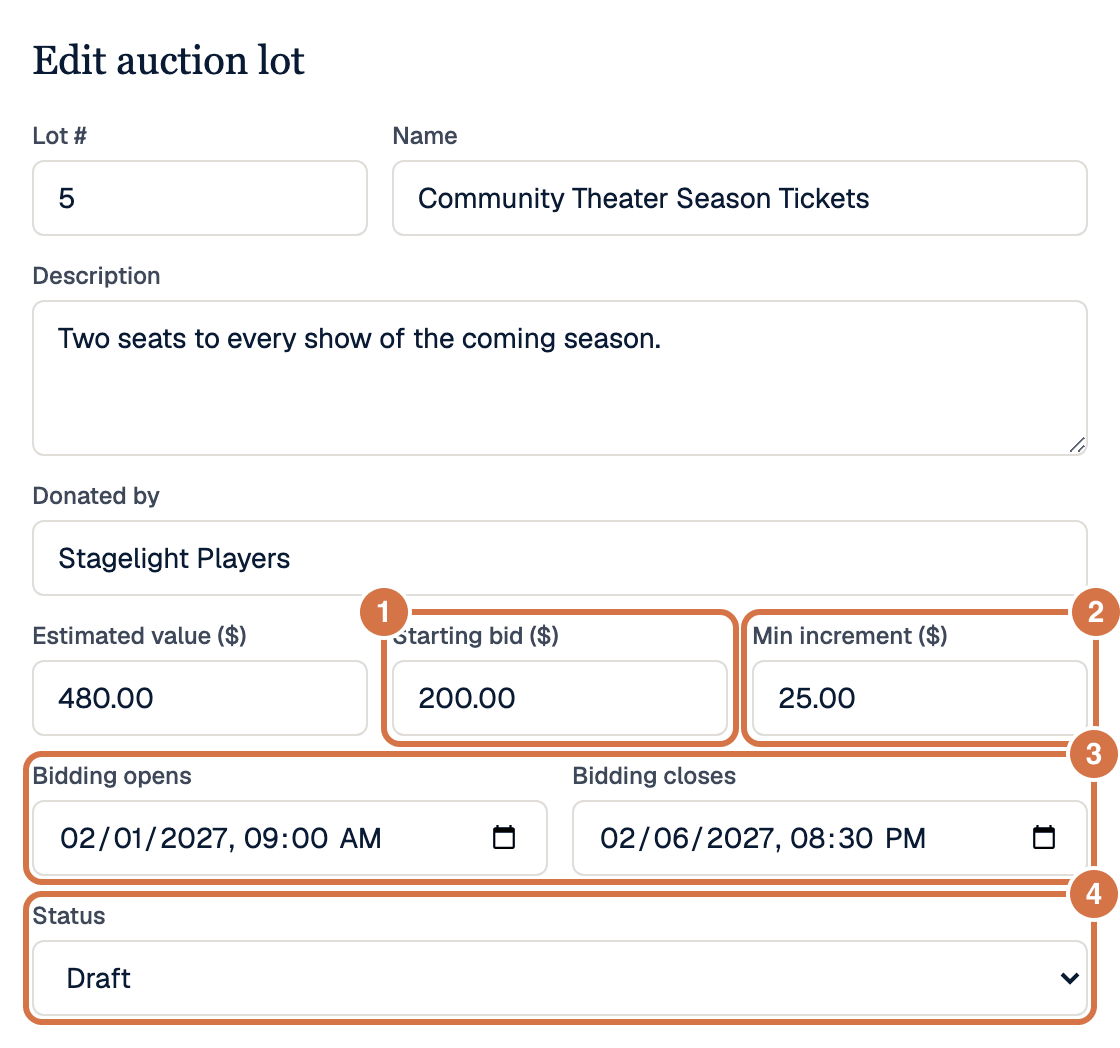 Edit auction lot
Lot # Name
5 Community Theater Season Tickets
Description
Two seats to every show of the coming season.
Donated by
Stagelight Players
1 2
Estimated value ($) Starting bid ($) Min increment ($)
480.00 200.00 25.00
3
Bidding opens Bidding closes
02/01/2027, 09:00 AM 02/06/2027, 08:30 PM
4
Status
Draft